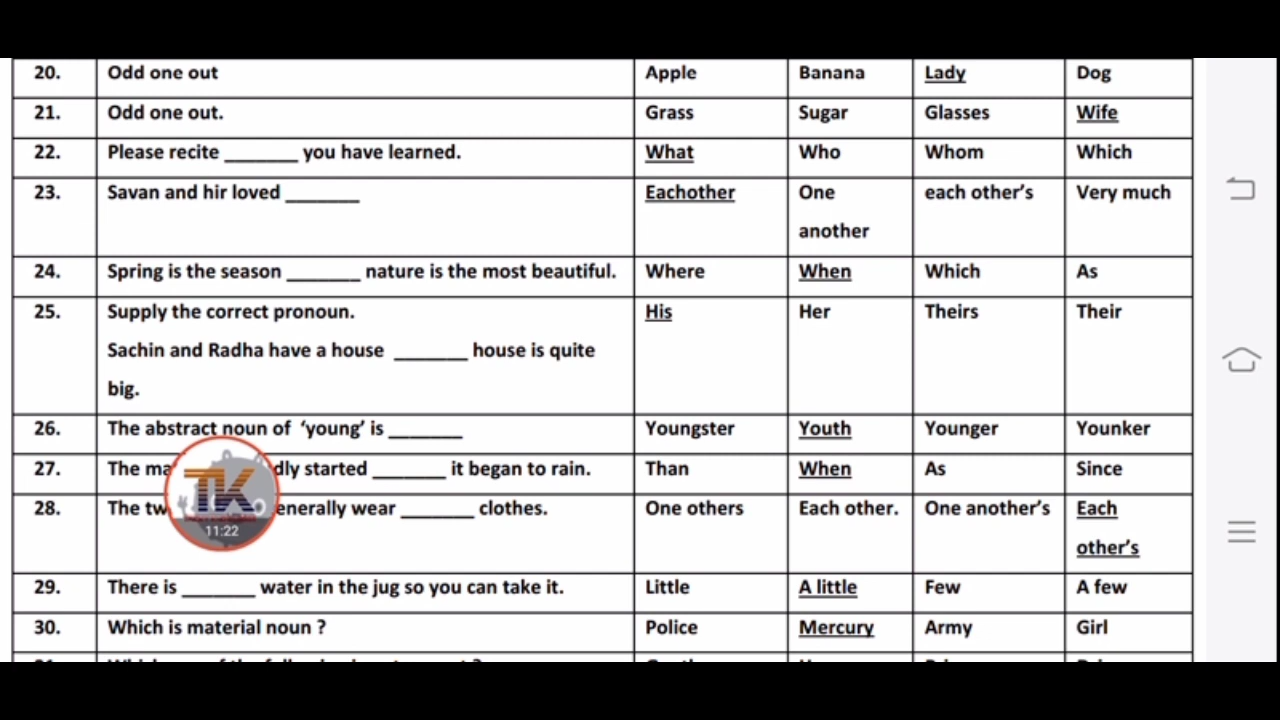 20. Odd one out Apple Banana Lady Dog
21. Odd one out. Grass Sugar Glasses Wife
22. Please recite _______ you have learned. What Who Whom Which
23. Savan and hir loved _______ Eachother One each other’s Very much
another
24. Spring is the season _______ nature is the most beautiful. Where When Which As
25. Supply the correct pronoun. His Her Theirs Their
Sachin and Radha have a house _______ house is quite
big.
26. The abstract noun of ‘young’ is _______ Youngster Youth Younger Younker
27. The started _______ it began to rain. Than When As Since
28. The wear _______ clothes. One others Each other. One another’s Each
other’s
TK
11:22
29. There is _______ water in the jug so you can take it. Little A little Few A few
30. Which is material noun ? Police Mercury Army Girl